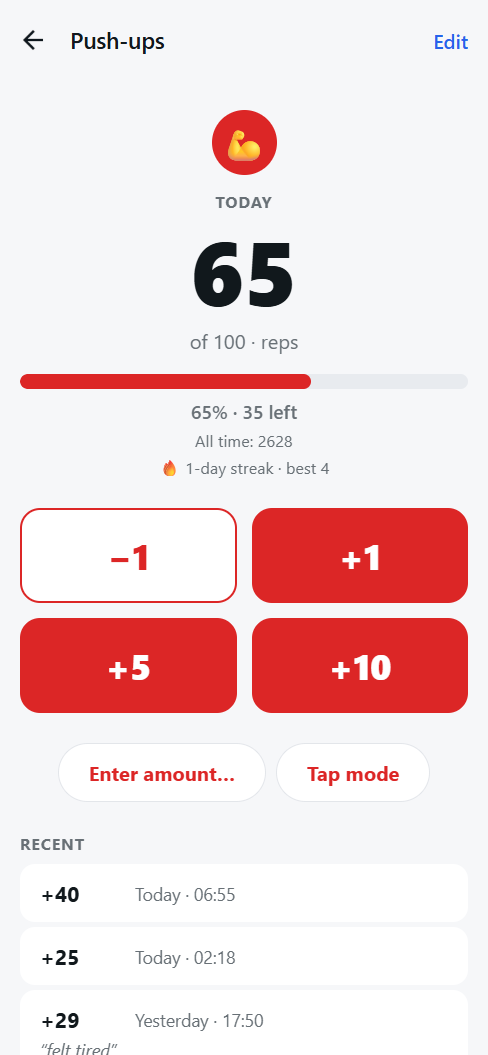 Push-ups Edit
TODAY
65
of 100 · reps
65% · 35 left
All time: 2628
1-day streak · best 4
−1 +1
+5 +10
Enter amount... Tap mode
RECENT
+40 Today · 06:55
+25 Today · 02:18
+29 Yesterday · 17:50
“felt tired”